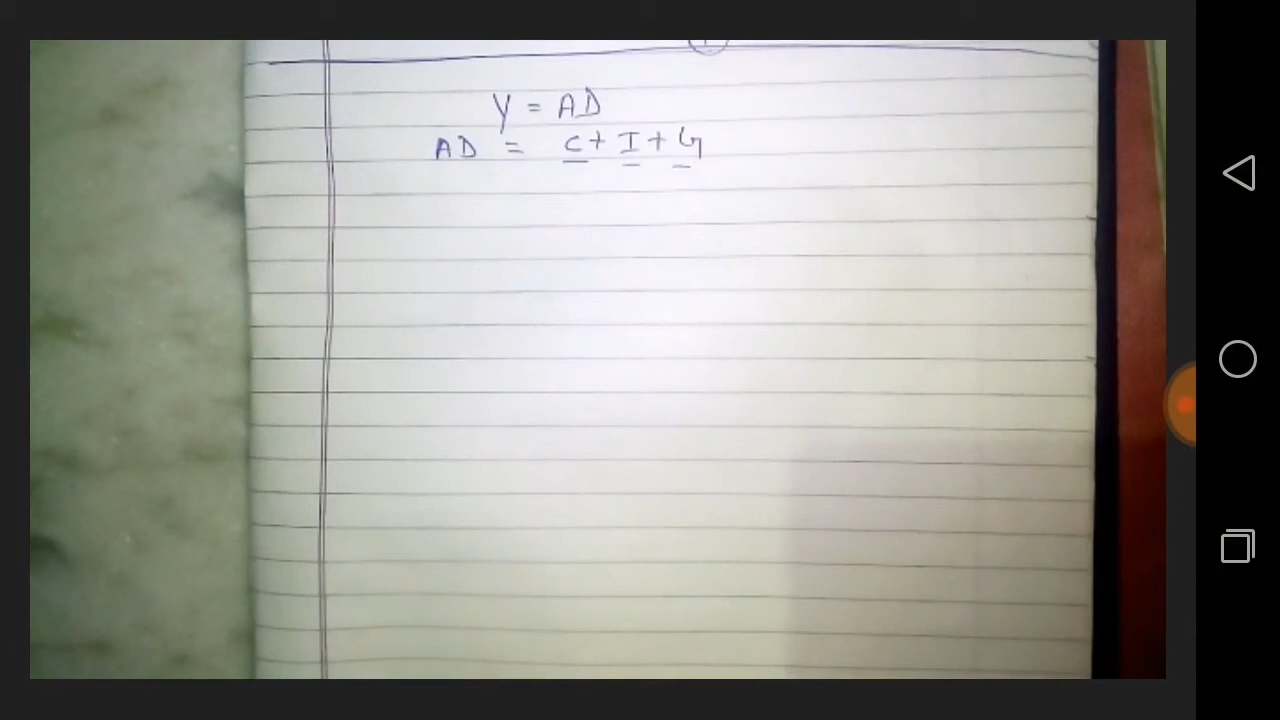 Y = AD
AD = C + I + G